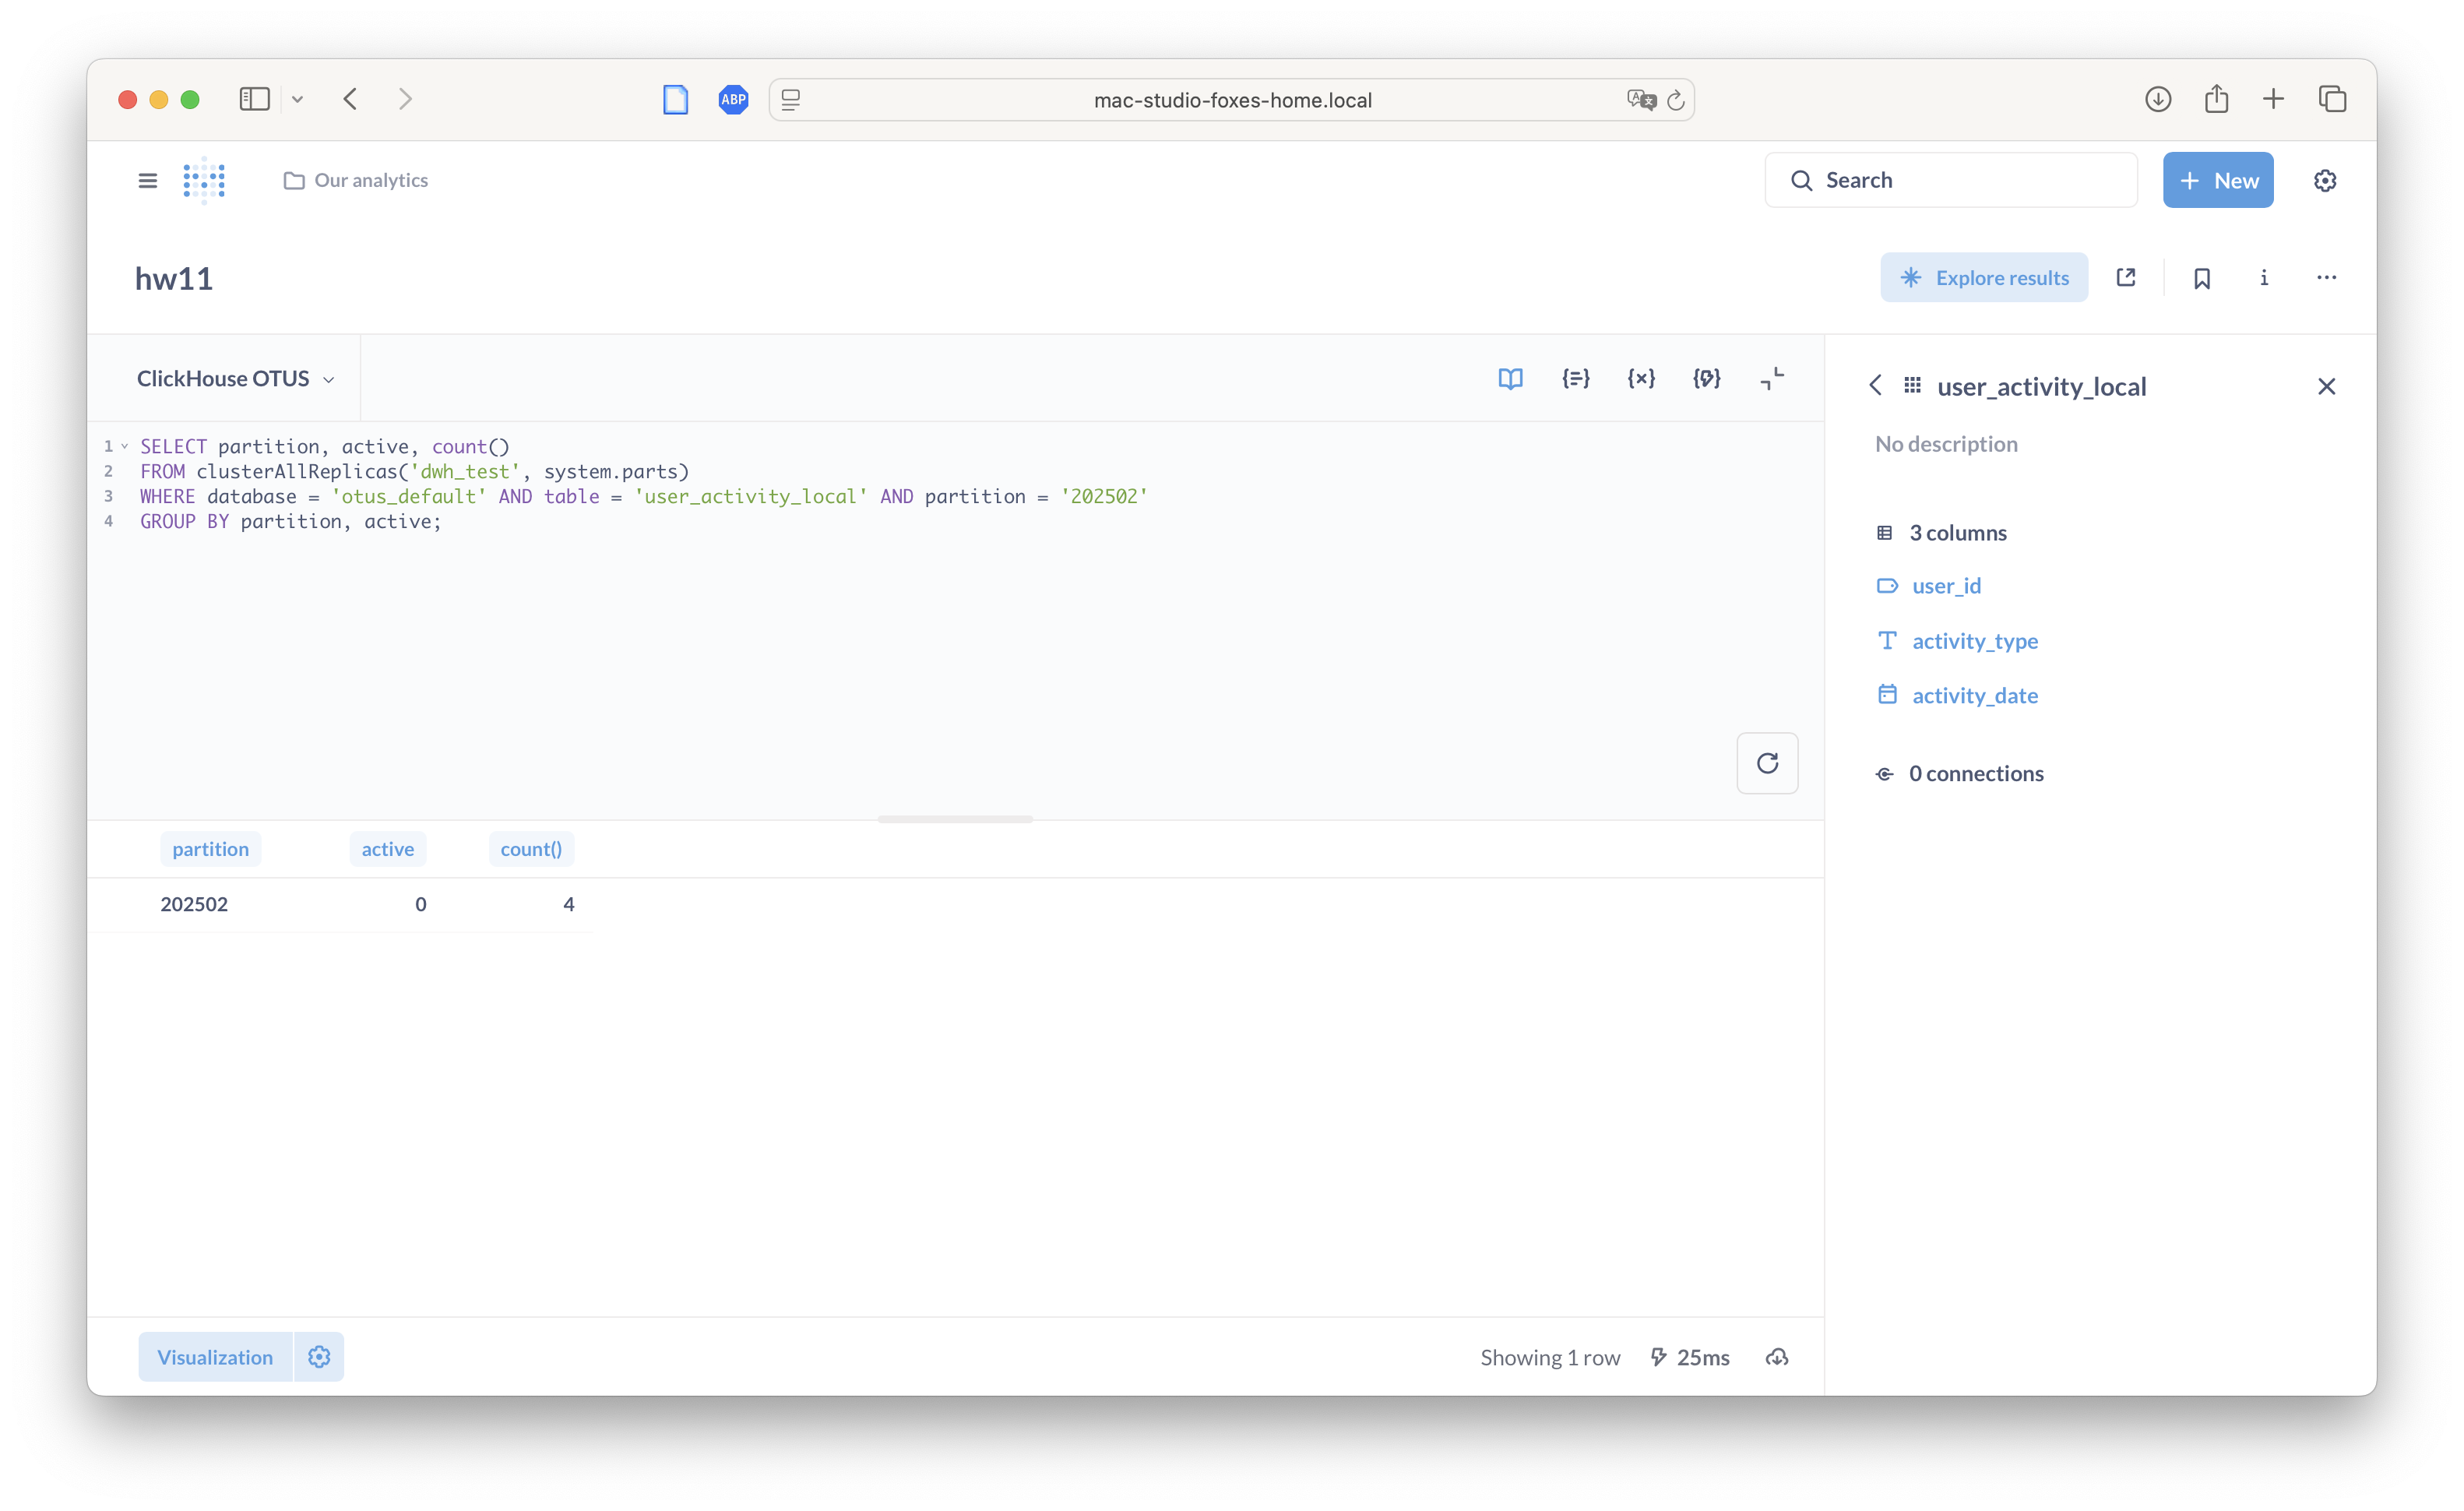 ABP
mac-studio-foxes-home.local
Our analytics
Search
New
hw11
Explore results
ClickHouse OTUS
user_activity_local
No description
1 SELECT partition, active, count()
2 FROM clusterAllReplicas('dwh_test', system.parts)
3 WHERE database = 'otus_default' AND table = 'user_activity_local' AND partition = '202502'
4 GROUP BY partition, active;
3 columns
user_id
activity_type
activity_date
0 connections
partition active count()
202502 0 4
Visualization
Showing 1 row 25ms